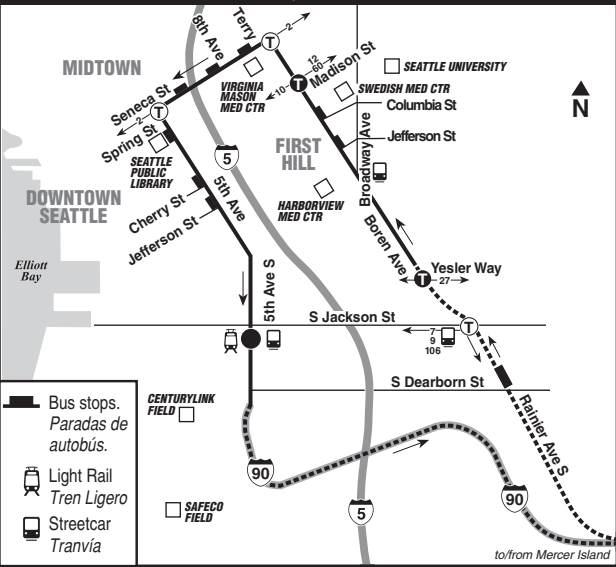 8th Ave
Terry
T
2
MIDTOWN
VIRGINIA
MASON
MED CTR
12
60
10
T
Madison St
SEATTLE UNIVERSITY
SWEDISH MED CTR
Columbia St
Jefferson St
N
Seneca St
2
T
Spring St
SEATTLE
PUBLIC
LIBRARY
5
FIRST
HILL
Broadway Ave
DOWNTOWN
SEATTLE
Cherry St
Jefferson St
5th Ave
HARBORVIEW
MED CTR
Boren Ave
Elliott
Bay
5th Ave S
Yesler Way
T
27
S Jackson St
T
7
9
106
S Dearborn St
Rainier Ave S
CENTURYLINK
FIELD
90
SAFECO
FIELD
5
90
to/from Mercer Island
Bus stops.
Paradas de
autobús.
Light Rail
Tren Ligero
Streetcar
Tranvía